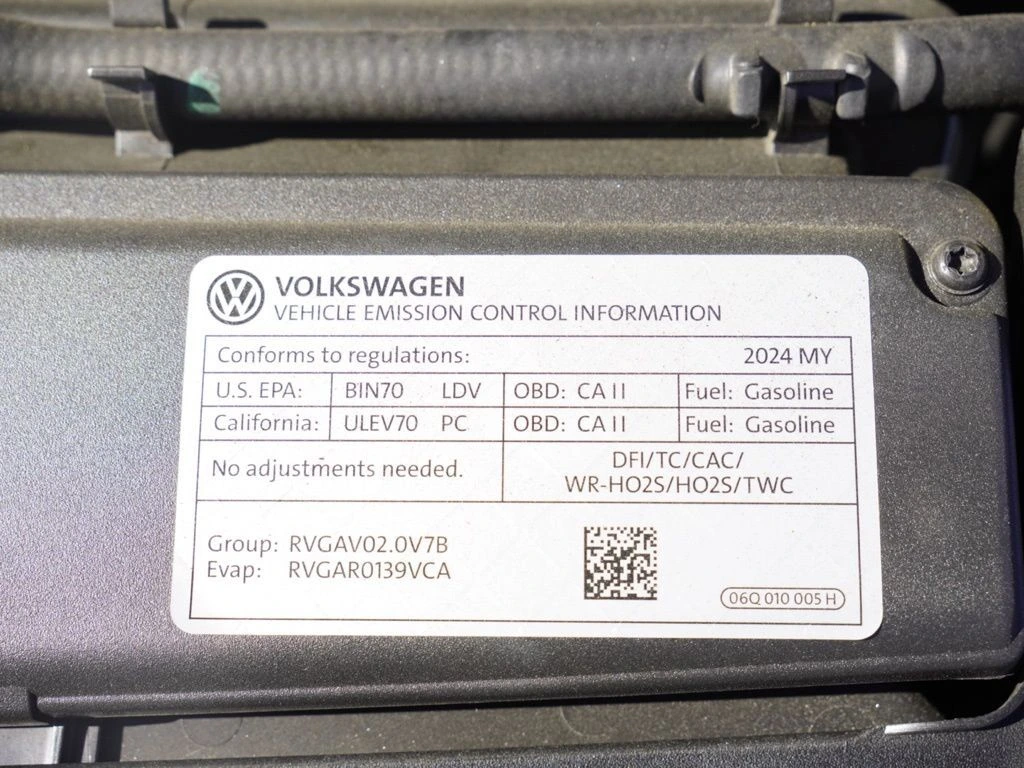 VOLKSWAGEN
VEHICLE EMISSION CONTROL INFORMATION
Conforms to regulations: 2024 MY
U.S. EPA: BIN70 LDV OBD: CA II Fuel: Gasoline
California: ULEV70 PC OBD: CA II Fuel: Gasoline
No adjustments needed.
DFI/TC/CAC/
WR-HO2S/HO2S/TWC
Group: RVGAV02.0V7B
Evap: RVGAR0139VCA
06Q 010 005 H